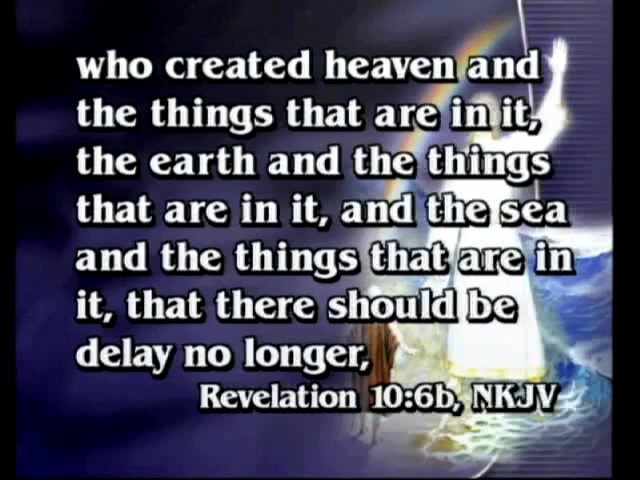 who created heaven and
the things that are in it,
the earth and the things
that are in it, and the sea
and the things that are in
it, that there should be
delay no longer,
Revelation 10:6b, NKJV